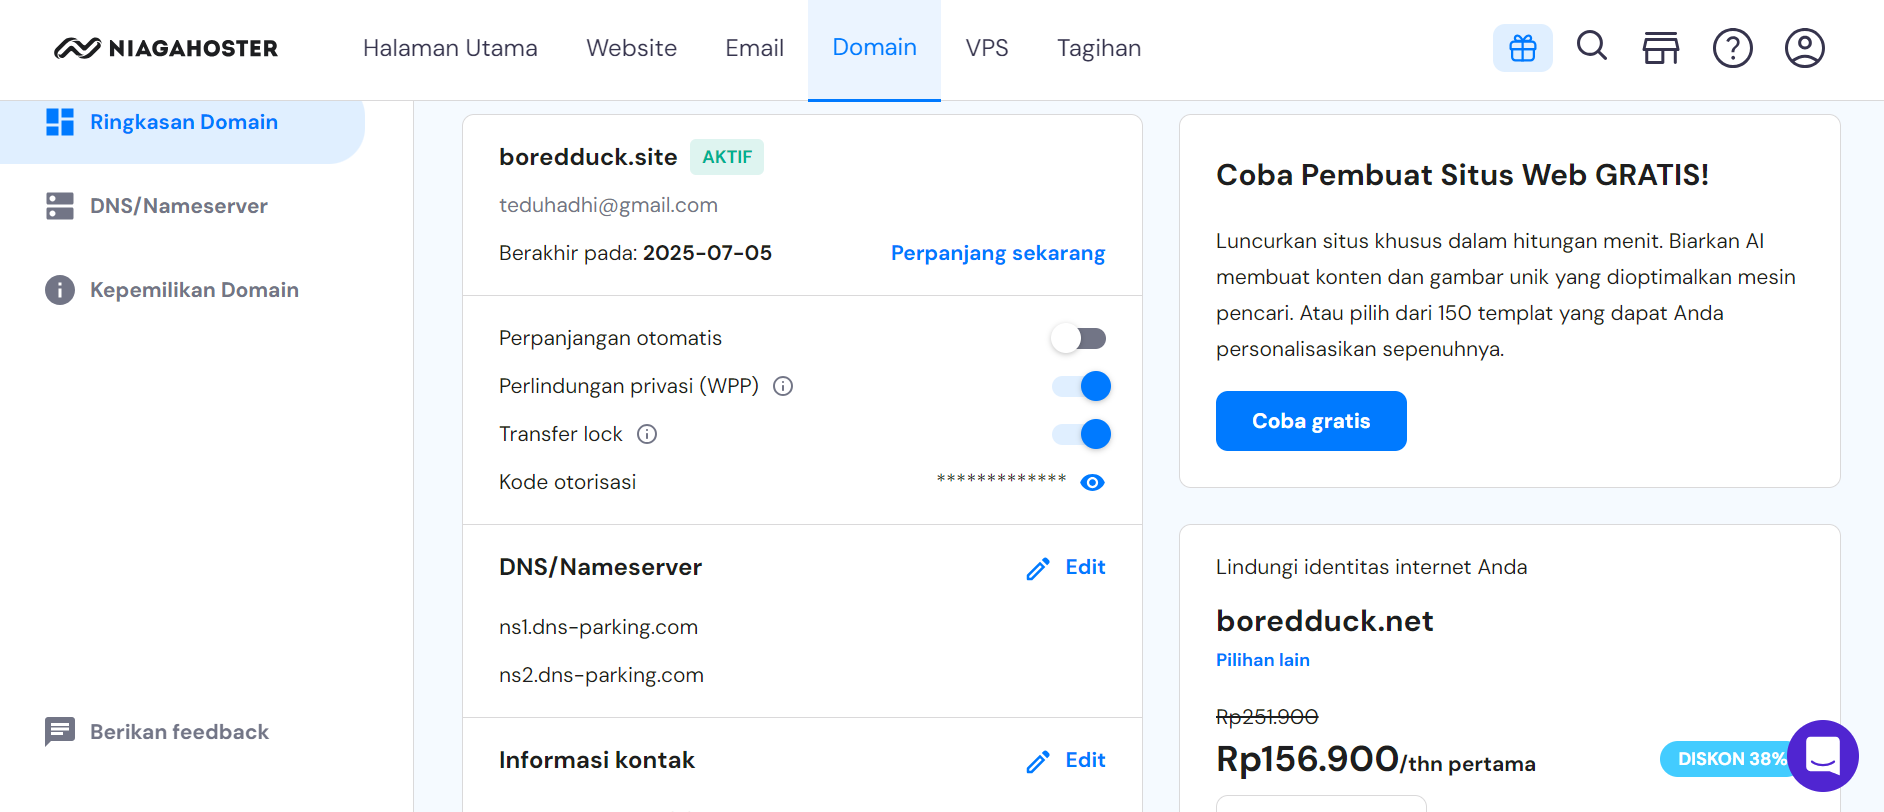 NIAGAHOSTER
Halaman Utama
Website
Email
Domain
VPS
Tagihan
Ringkasan Domain
DNS/Nameserver
Kepemilikan Domain
Berikan feedback
boredduck.site AKTIF
teduhadhi@gmail.com
Berakhir pada: 2025-07-05 Perpanjang sekarang
Perpanjangan otomatis
Perlindungan privasi (WPP)
Transfer lock
Kode otorisasi *************
DNS/Nameserver Edit
ns1.dns-parking.com
ns2.dns-parking.com
Informasi kontak Edit
Coba Pembuat Situs Web GRATIS!
Luncurkan situs khusus dalam hitungan menit. Biarkan AI
membuat konten dan gambar unik yang dioptimalkan mesin
pencari. Atau pilih dari 150 templat yang dapat Anda
personalisasikan sepenuhnya.
Coba gratis
Lindungi identitas internet Anda
boredduck.net
Pilihan lain
Rp251.900
Rp156.900/thn pertama DISKON 38%